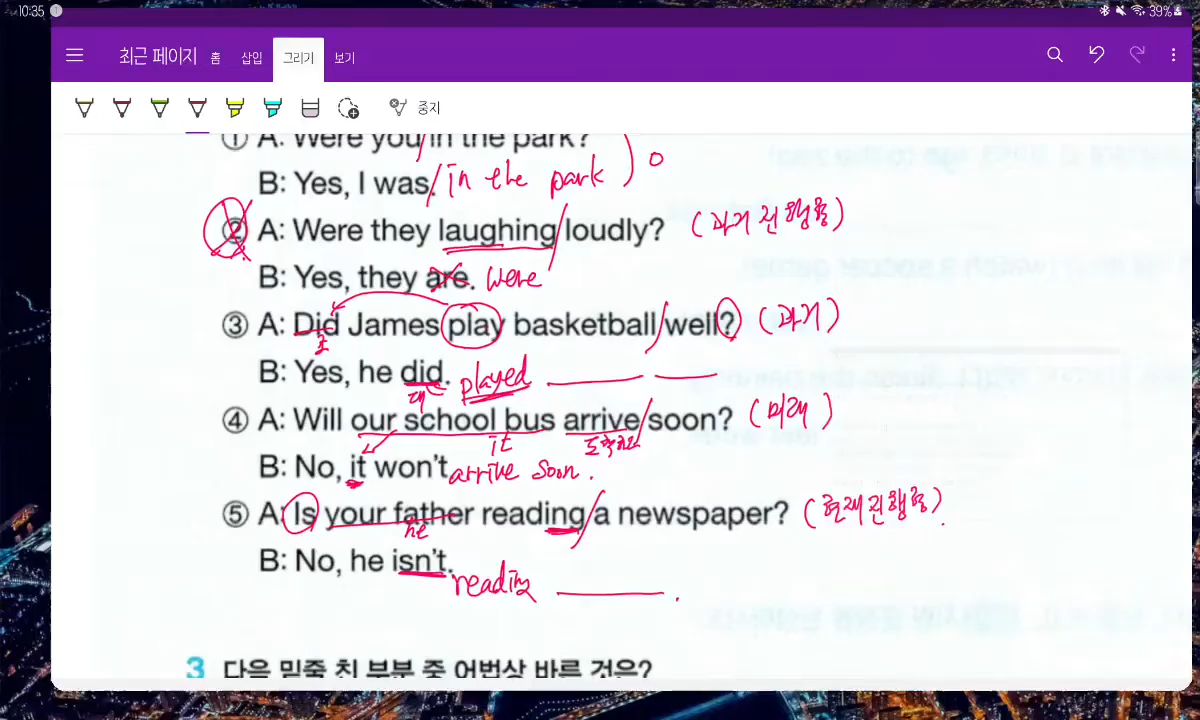 10:35 39%
최근 페이지 홈 삽입 그리기 보기
중지
① A: Were you/in the park?
B: Yes, I was./in the park) o
② A: Were they laughing/loudly? (과거 진행중)
B: Yes, they are. were
③ A: Did James play basketball/well? (과거)
B: Yes, he did. played
④ A: Will our school bus arrive/soon? (미래)
it
B: No, it won't arrive soon.
⑤ A: Is your father reading/a newspaper? (현재진행중)
he
B: No, he isn't.
reading
3 다음 밑줄 친 부분 중 어법상 바른 것은?